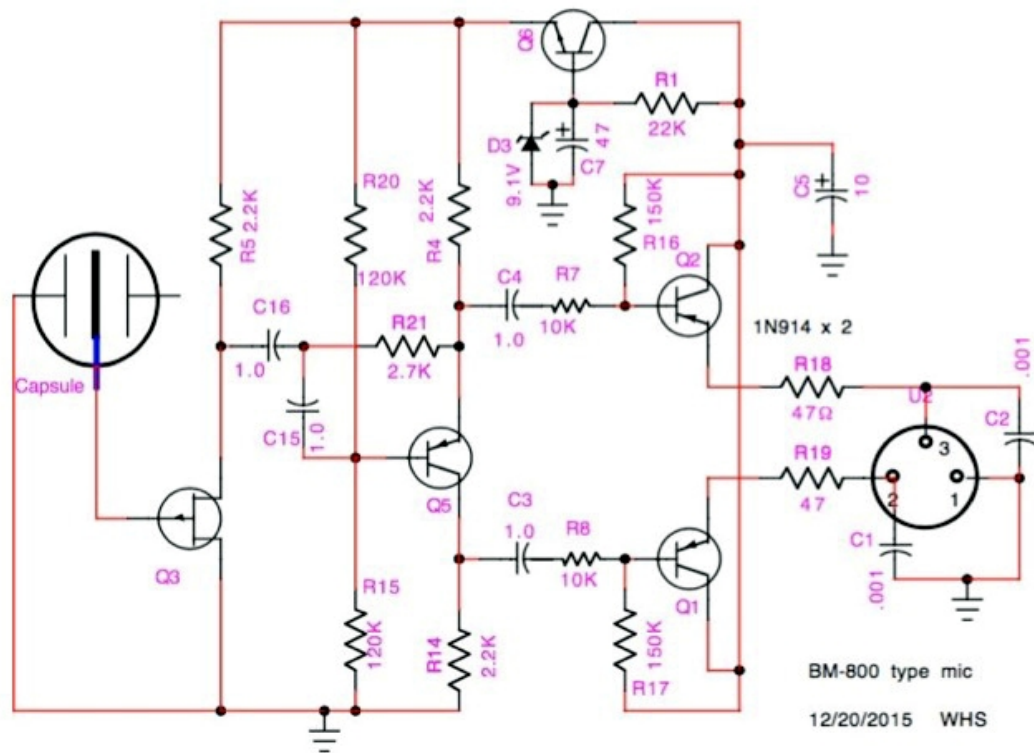 Q6
R1
22K
D3
9.1V
47
C7
C5
10
R20
120K
2.2K
R5
2.2K
R4
150K
R16
Q2
C4
1.0
R7
10K
1N914 x 2
C16
1.0
R21
2.7K
Capsule
R18
47Ω
U2
.001
C2
C15
1.0
R19
47
3
2
1
Q5
C3
1.0
R8
10K
C1
.001
Q3
R15
120K
R14
2.2K
Q1
150K
R17
BM-800 type mic
12/20/2015 WHS